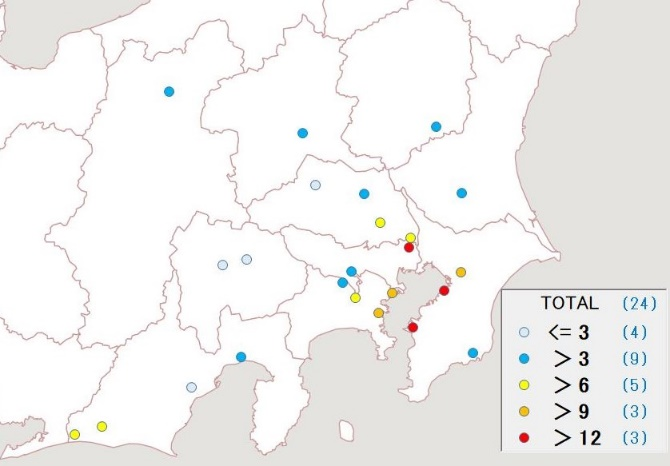 TOTAL (24)
<= 3 (4)
> 3 (9)
> 6 (5)
> 9 (3)
> 12 (3)